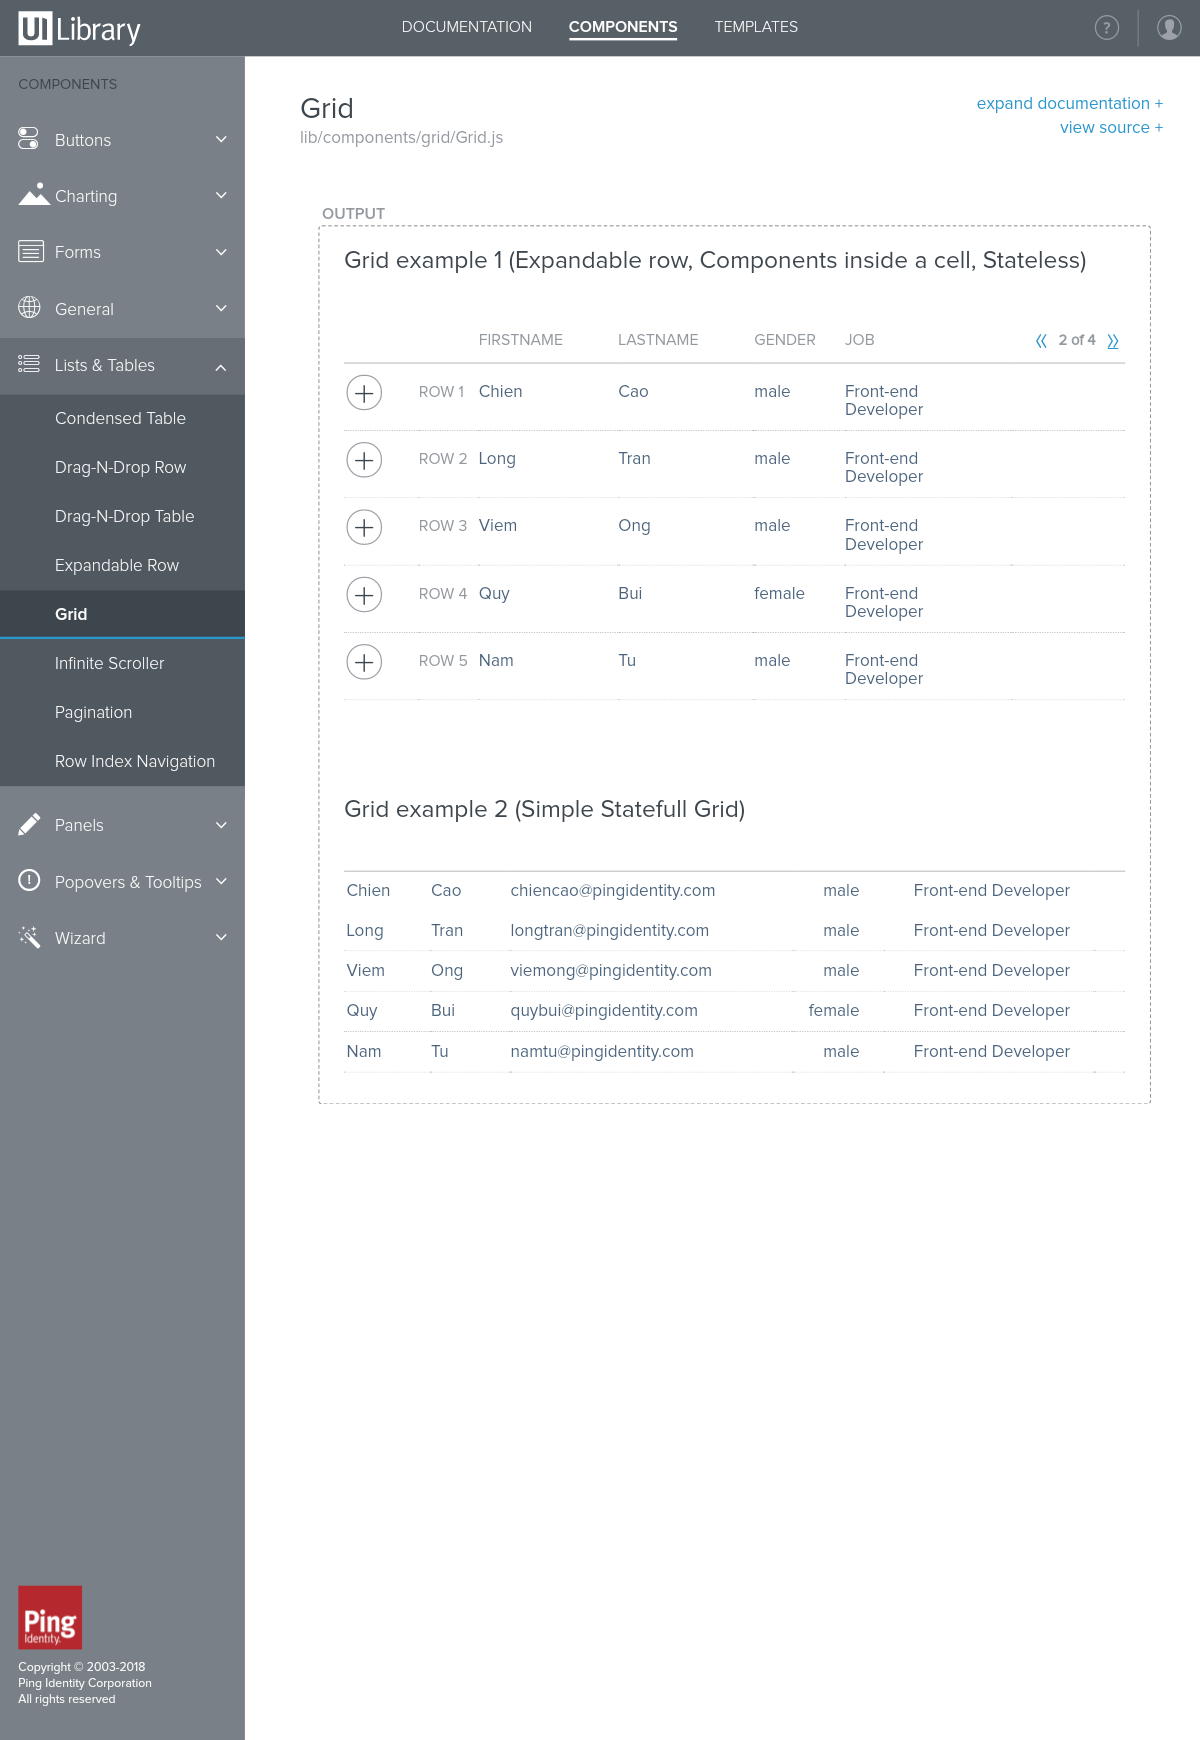 UI Library
DOCUMENTATION COMPONENTS TEMPLATES ?
COMPONENTS
Buttons
Charting
Forms
General
Lists & Tables
Condensed Table
Drag-N-Drop Row
Drag-N-Drop Table
Expandable Row
Grid
Infinite Scroller
Pagination
Row Index Navigation
Panels
Popovers & Tooltips
Wizard
Ping
Identity.
Copyright © 2003-2018
Ping Identity Corporation
All rights reserved
Grid
lib/components/grid/Grid.js
expand documentation +
view source +
OUTPUT
Grid example 1 (Expandable row, Components inside a cell, Stateless)
FIRSTNAME LASTNAME GENDER JOB « 2 of 4 »
ROW 1 Chien Cao male Front-end
Developer
ROW 2 Long Tran male Front-end
Developer
ROW 3 Viem Ong male Front-end
Developer
ROW 4 Quy Bui female Front-end
Developer
ROW 5 Nam Tu male Front-end
Developer
Grid example 2 (Simple Statefull Grid)
Chien Cao chiencao@pingidentity.com male Front-end Developer
Long Tran longtran@pingidentity.com male Front-end Developer
Viem Ong viemong@pingidentity.com male Front-end Developer
Quy Bui quybui@pingidentity.com female Front-end Developer
Nam Tu namtu@pingidentity.com male Front-end Developer